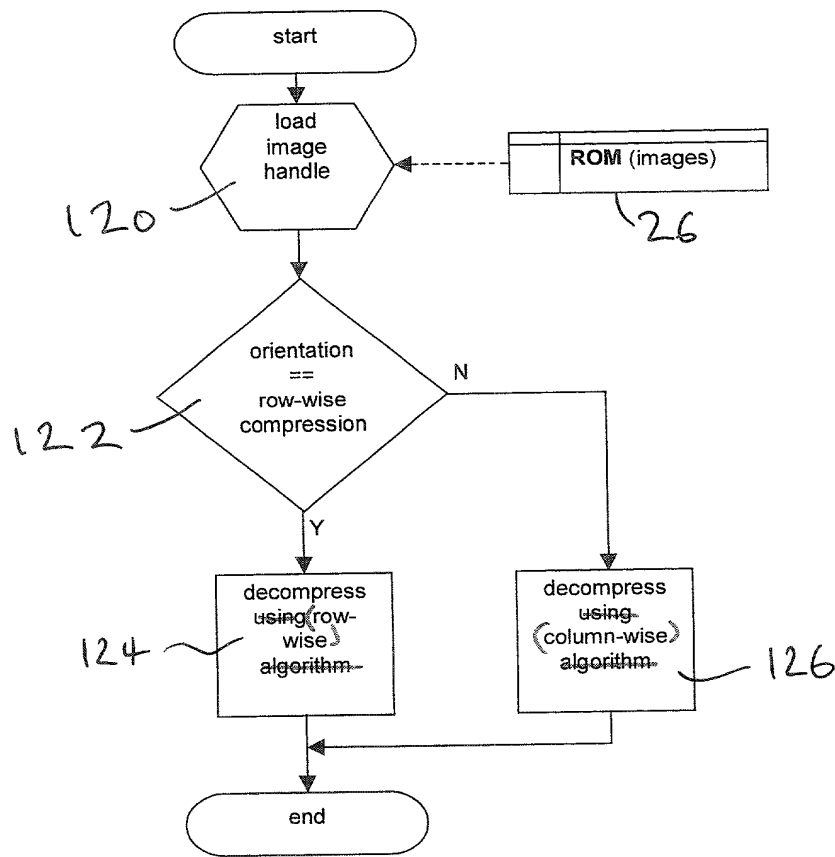 start
load
image
handle
ROM (images)
120
26
orientation
==
row-wise
compression
N
122
Y
decompress
using (row-
wise)
algorithm
124
decompress
using
(column-wise)
algorithm
126
end